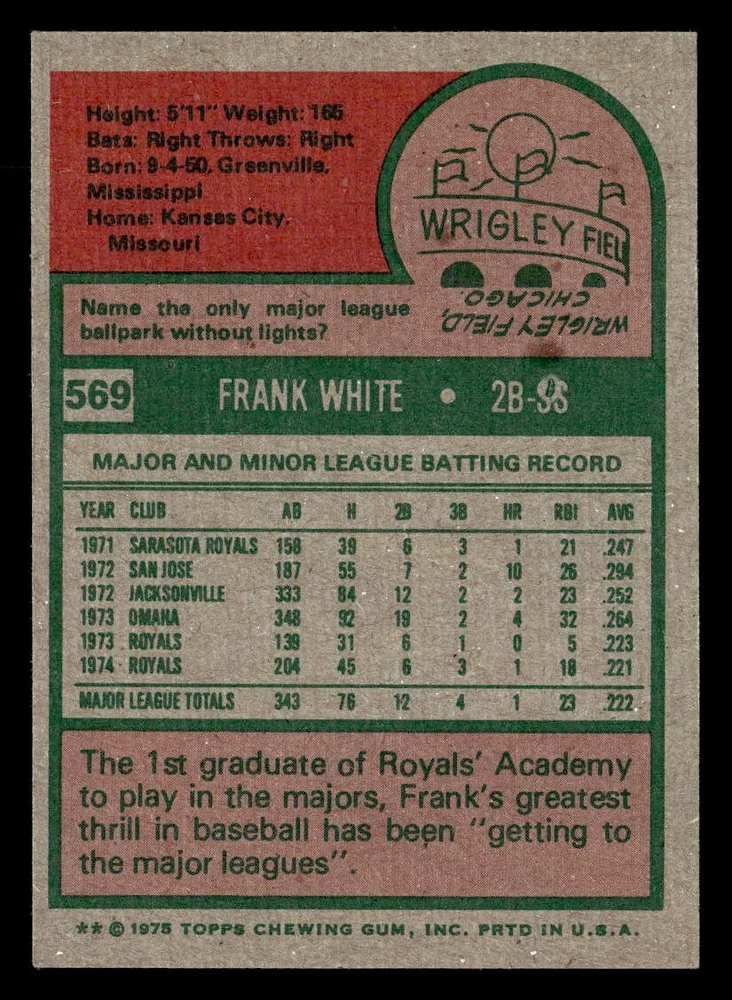 Height: 5'11" Weight: 165
Bats: Right Throws: Right
Born: 9-4-50, Greenville,
Mississippi
Home: Kansas City,
Missouri
WRIGLEY FIEL
WRIGLEY FIELD,
CHICAGO.
Name the only major league
ballpark without lights?
569 FRANK WHITE • 2B-SS
MAJOR AND MINOR LEAGUE BATTING RECORD
YEAR CLUB AB H 2B 3B HR RBI AVG
1971 SARASOTA ROYALS 158 39 6 3 1 21 .247
1972 SAN JOSE 187 55 7 2 10 26 .294
1972 JACKSONVILLE 333 84 12 2 2 23 .252
1973 OMAHA 348 92 19 2 4 32 .264
1973 ROYALS 139 31 6 1 0 5 .223
1974 ROYALS 204 45 6 3 1 18 .221
MAJOR LEAGUE TOTALS 343 76 12 4 1 23 .222
The 1st graduate of Royals' Academy
to play in the majors, Frank's greatest
thrill in baseball has been "getting to
the major leagues".
** © 1975 TOPPS CHEWING GUM, INC. PRTD IN U.S.A.